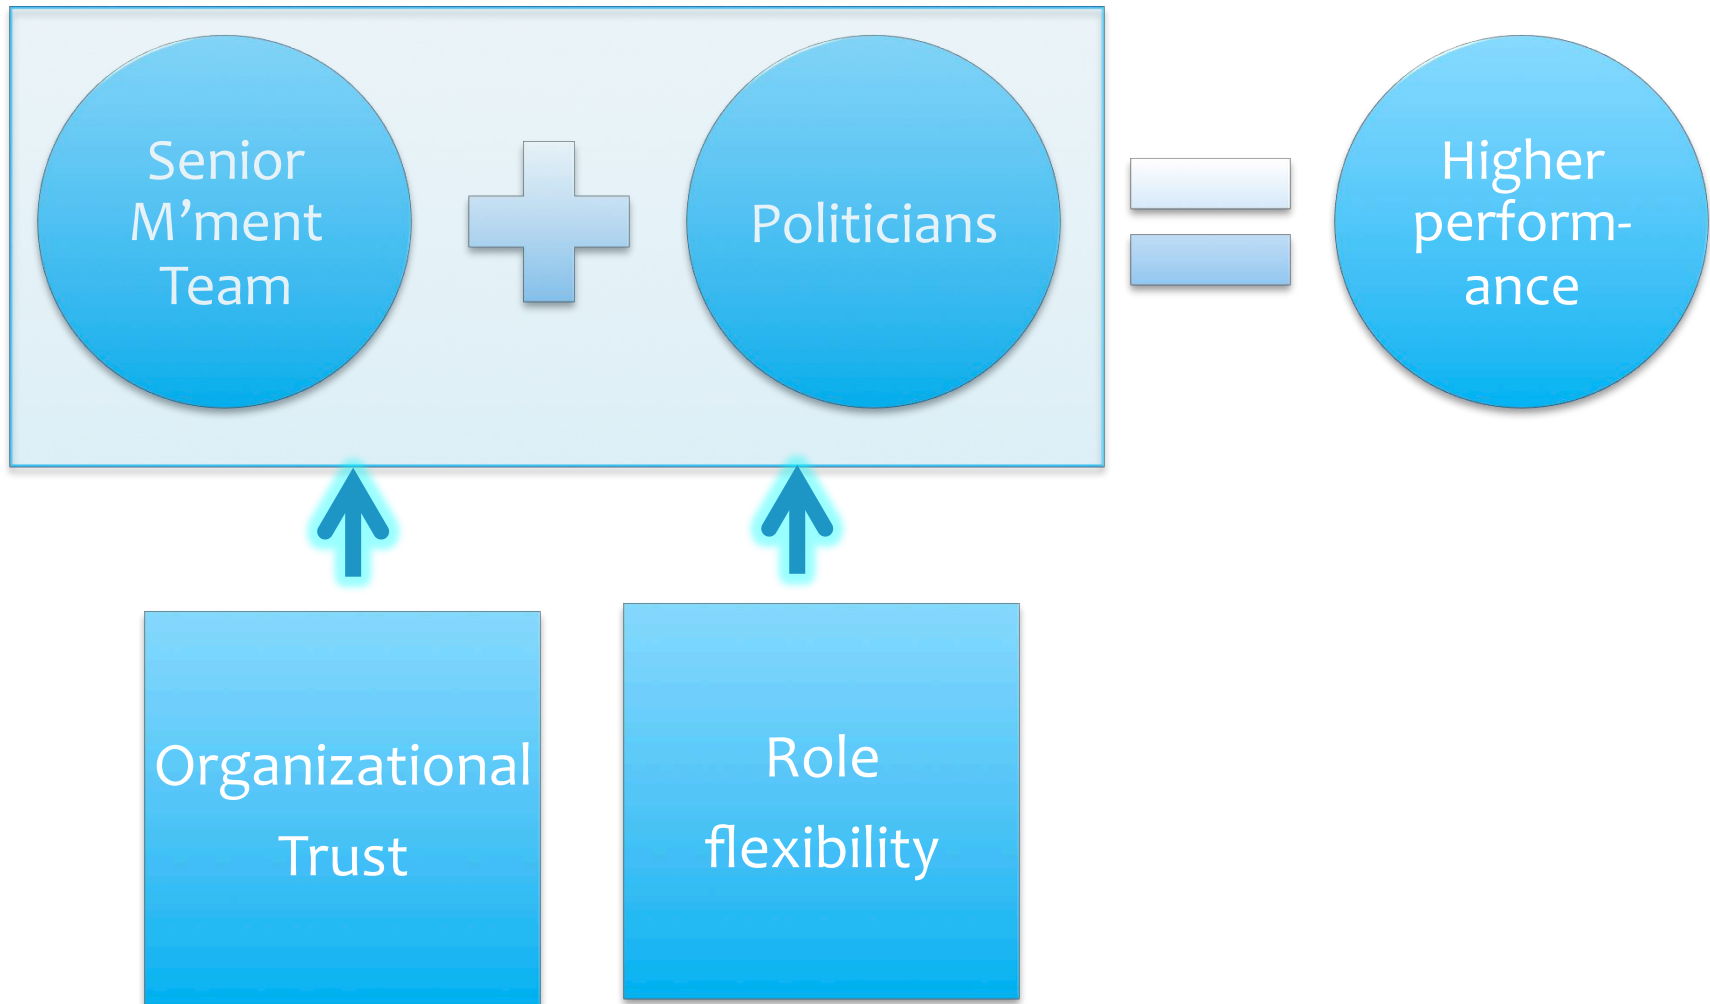 Senior
M’ment
Team
Politicians
Higher
perform-
ance
Organizational
Trust
Role
flexibility